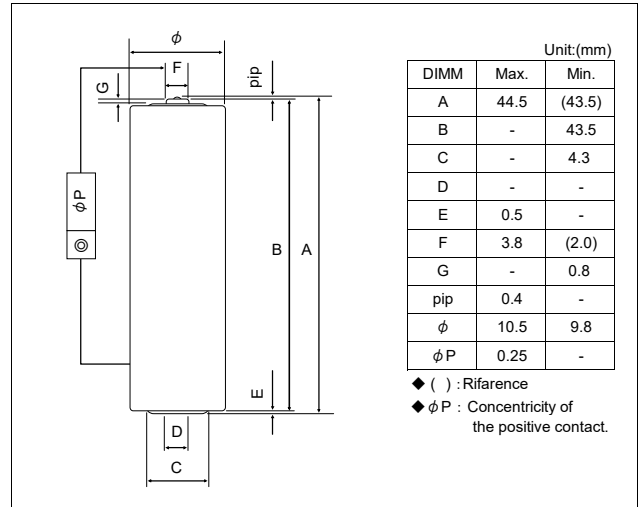 φ
F
G
pip
φP
◎
B
A
E
D
C
Unit:(mm)
DIMM Max. Min.
A 44.5 (43.5)
B - 43.5
C - 4.3
D - -
E 0.5 -
F 3.8 (2.0)
G - 0.8
pip 0.4 -
φ 10.5 9.8
φP 0.25 -
◆ ( ) : Rifarence
◆ φP : Concentricity of
the positive contact.